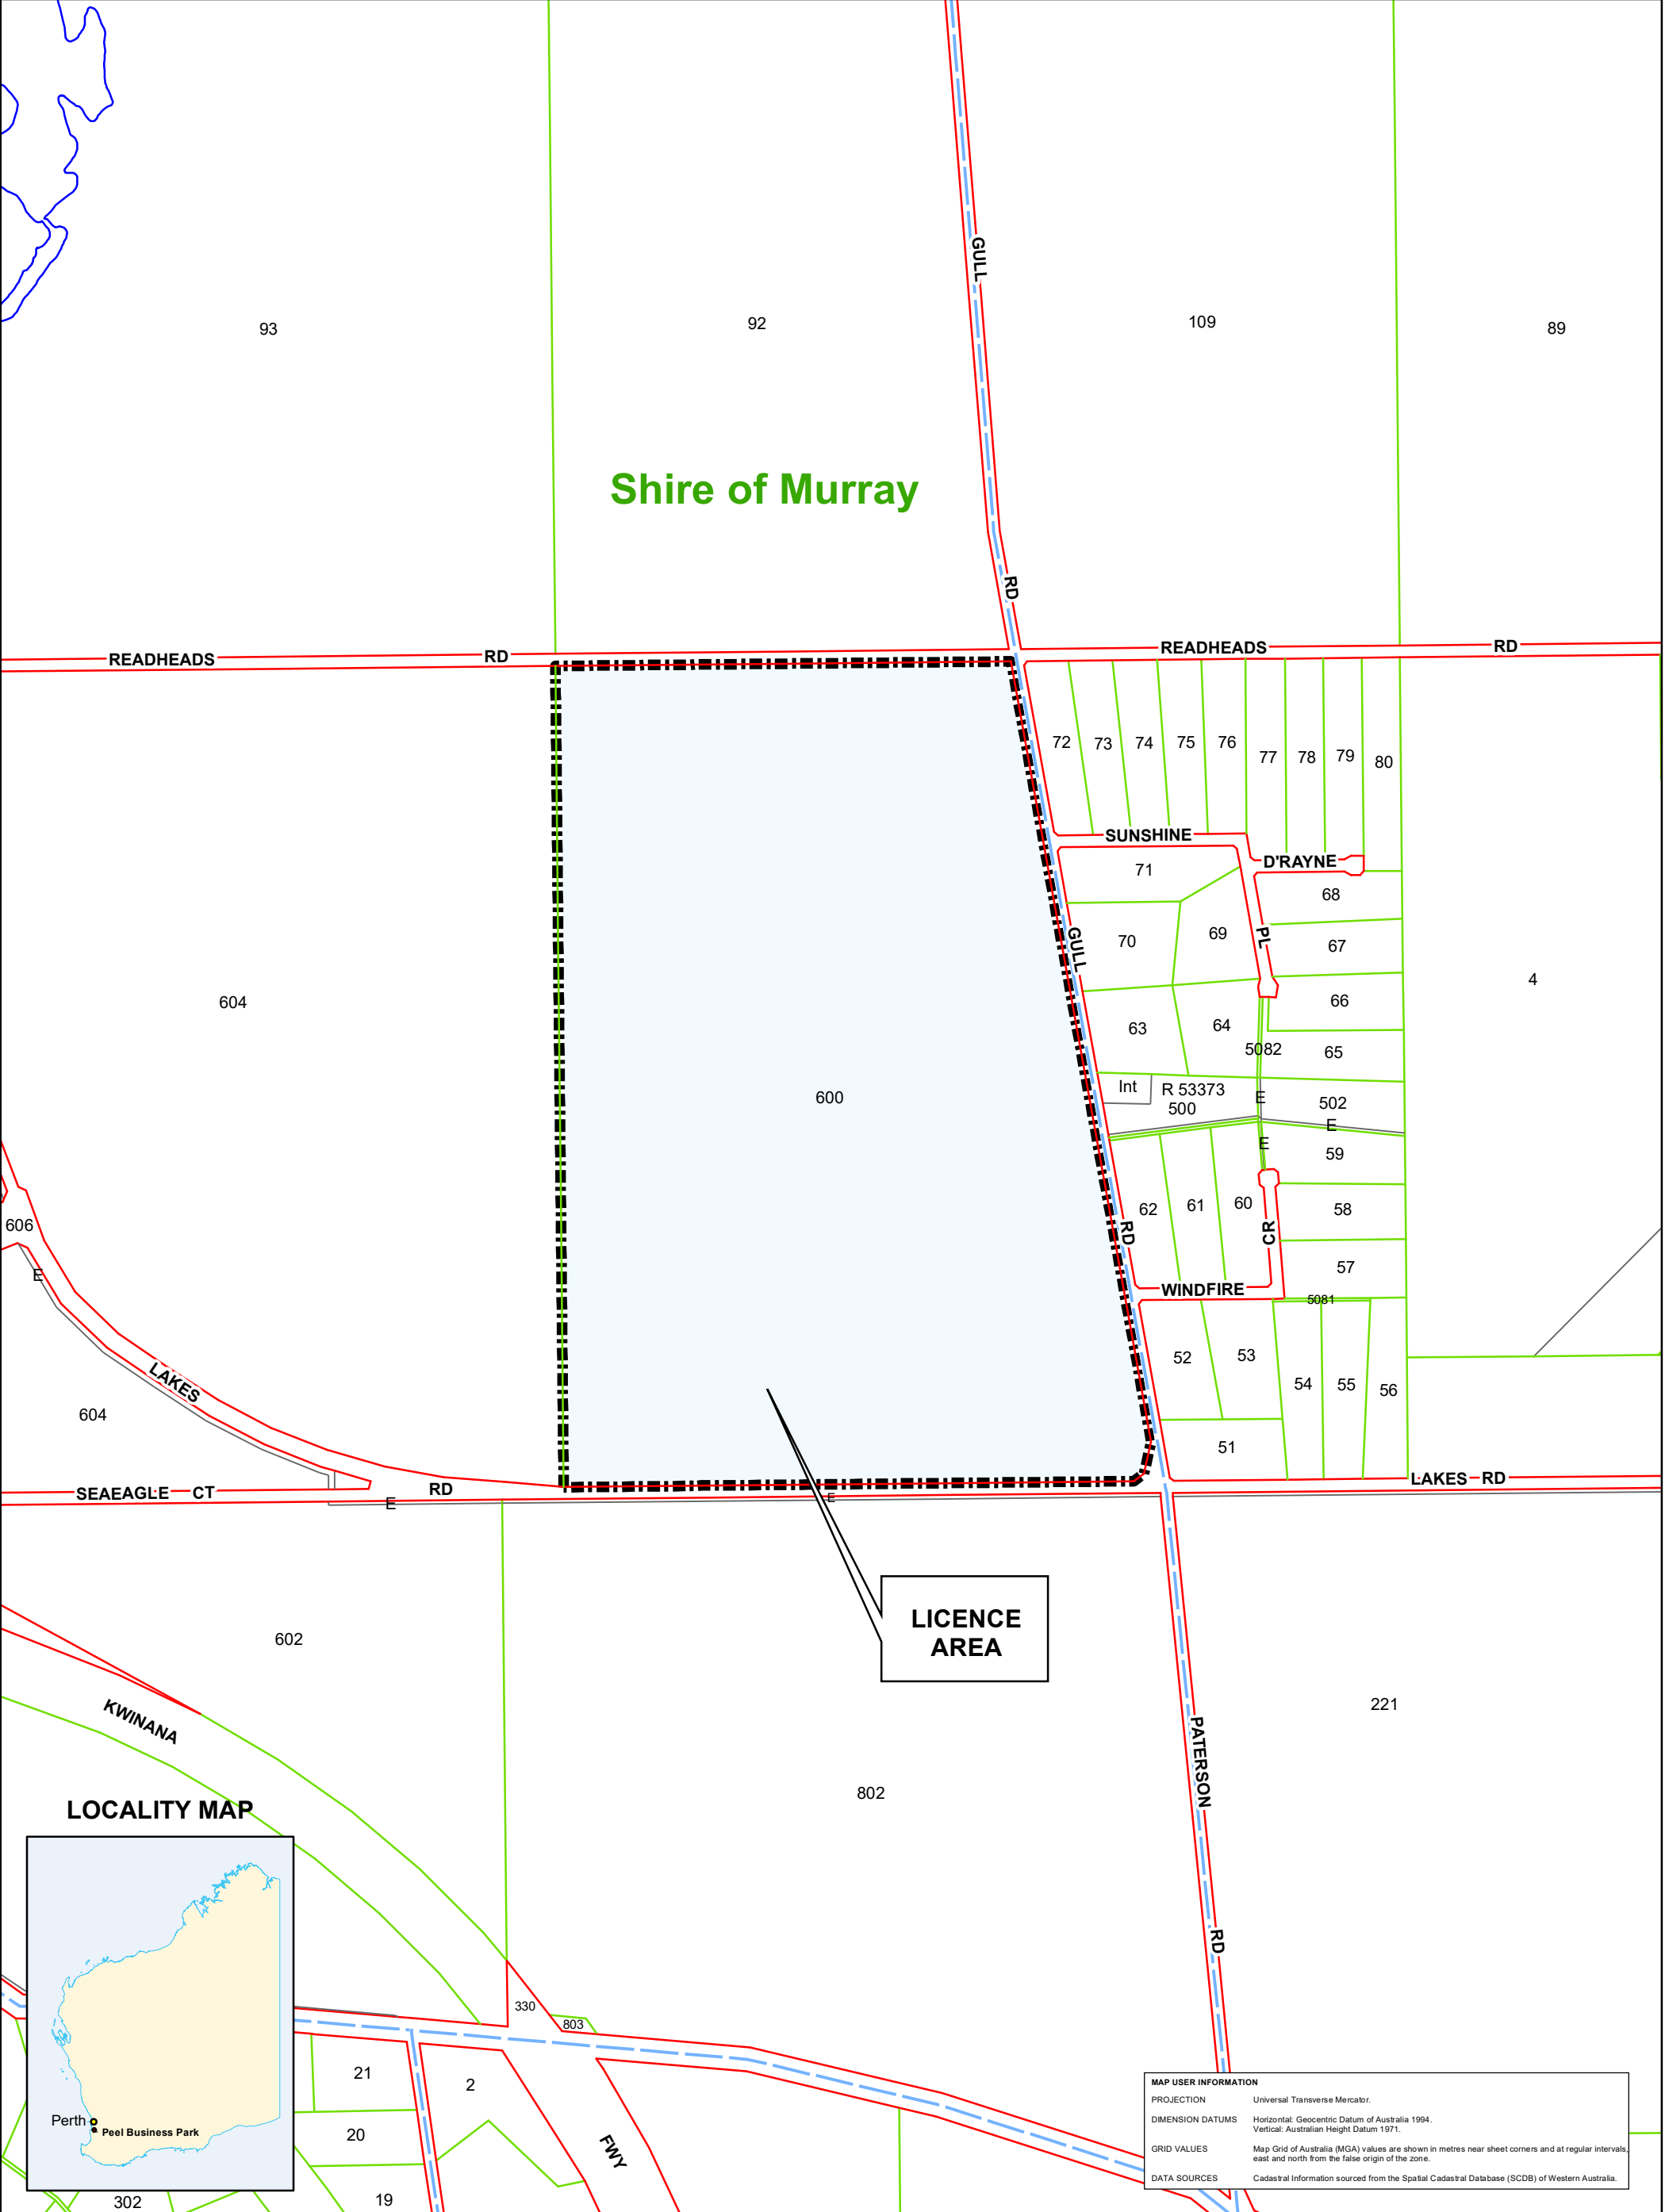 GULL
93
92
109
89
Shire of Murray
RD
READHEADS
RD
READHEADS
RD
72
73
74
75
76
77
78
79
80
SUNSHINE
D'RAYNE
71
68
70
GULL
69
PL
67
604
4
66
63
64
5082
65
600
Int
R 53373
500
E
502
E
E
59
62
61
60
58
606
RD
CR
57
E
WINDFIRE
5081
52
53
LAKES
54
55
56
604
51
SEAEAGLE CT
RD
LAKES RD
E
E
LICENCE
AREA
602
KWINANA
221
PATERSON
802
LOCALITY MAP
RD
330
803
21
2
20
FWY
19
302
Perth
Peel Business Park
MAP USER INFORMATION
PROJECTION Universal Transverse Mercator.
DIMENSION DATUMS Horizontal: Geocentric Datum of Australia 1994.
Vertical: Australian Height Datum 1971.
GRID VALUES Map Grid of Australia (MGA) values are shown in metres near sheet corners and at regular intervals,
east and north from the false origin of the zone.
DATA SOURCES Cadastral Information sourced from the Spatial Cadastral Database (SCDB) of Western Australia.